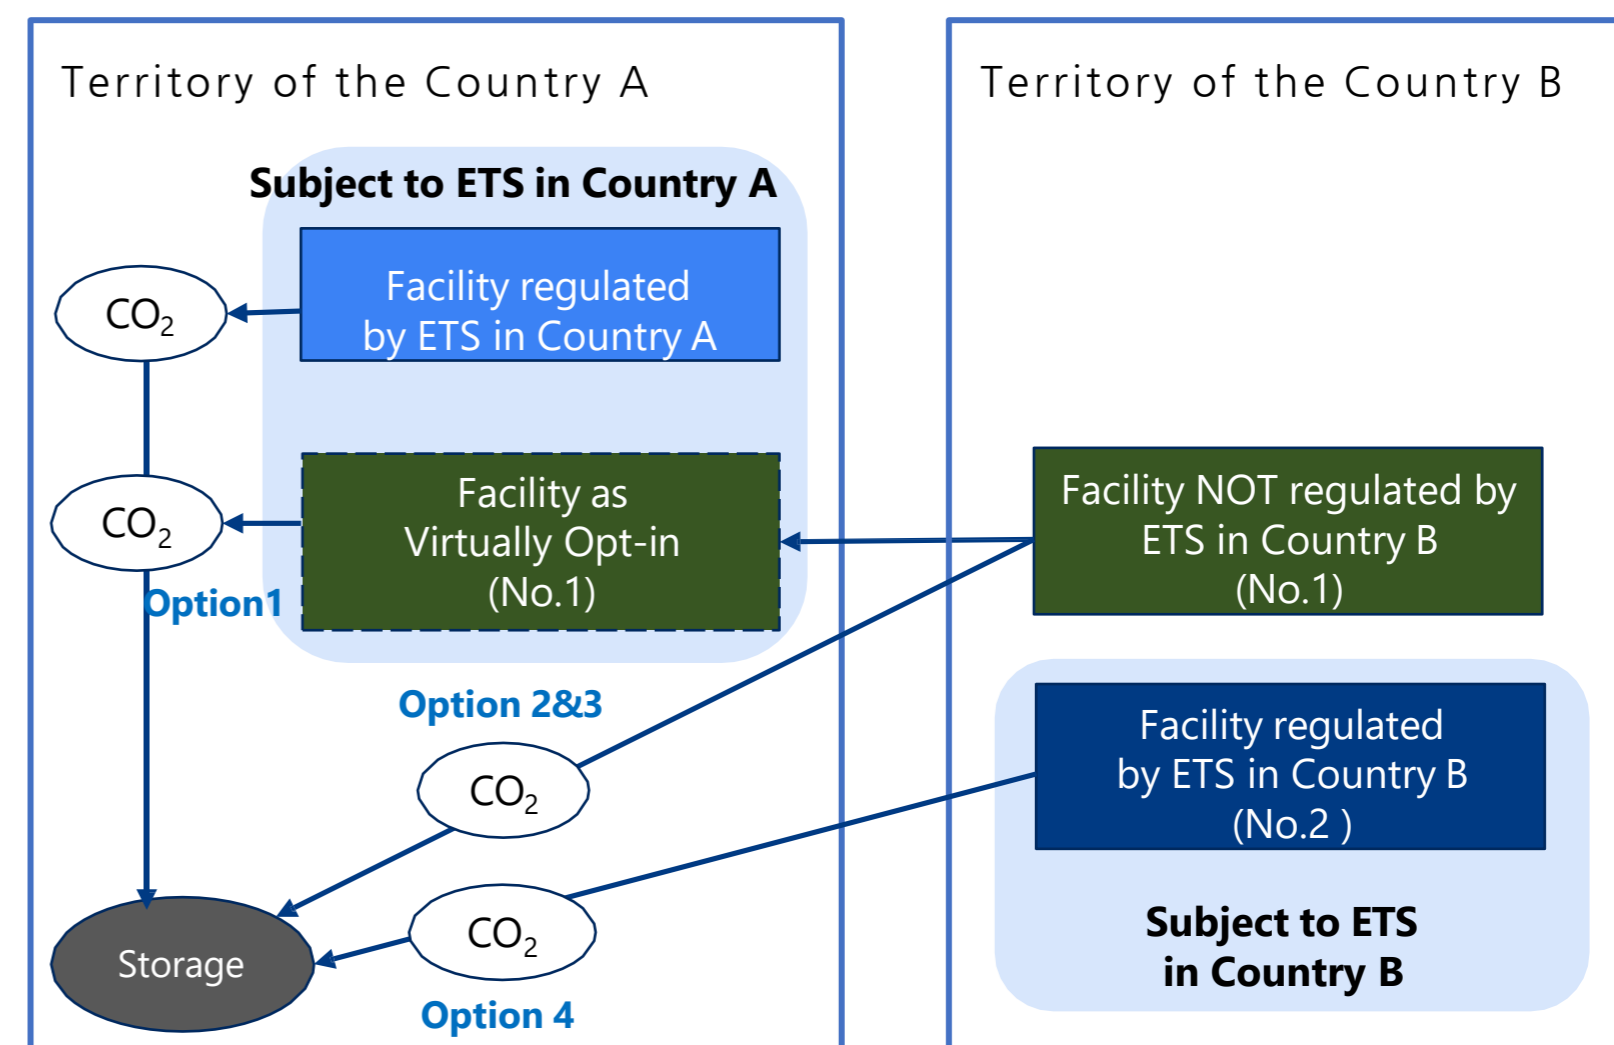 Territory of the Country A
Subject to ETS in Country A
Facility regulated
by ETS in Country A
CO₂
Facility as
Virtually Opt-in
(No.1)
CO₂
Option1
Option 2&3
CO₂
CO₂
Storage
Option 4
Territory of the Country B
Facility NOT regulated by
ETS in Country B
(No.1)
Facility regulated
by ETS in Country B
(No.2 )
Subject to ETS
in Country B